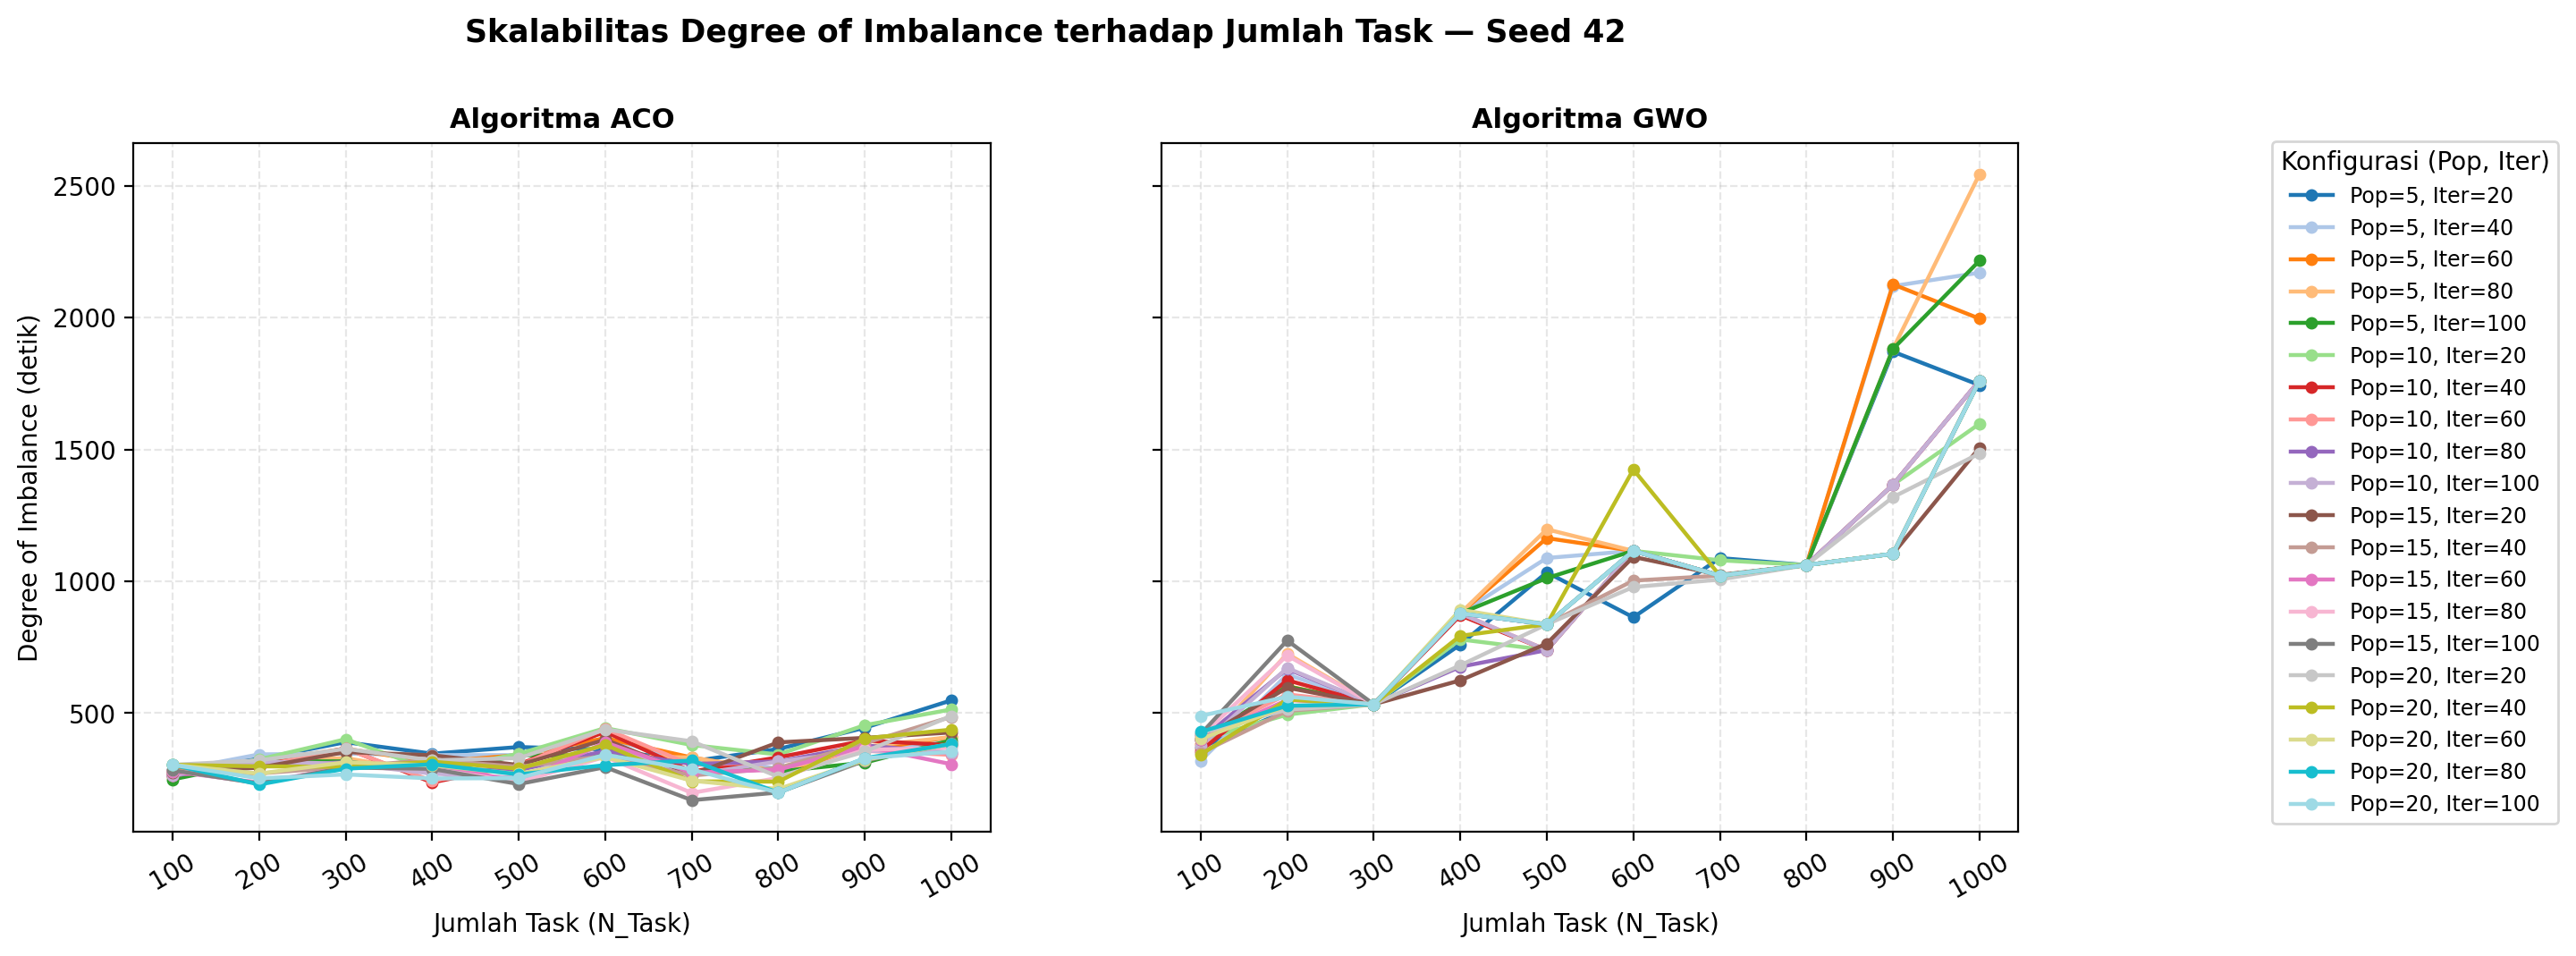 Skalabilitas Degree of Imbalance terhadap Jumlah Task — Seed 42
Algoritma ACO
Degree of Imbalance (detik)
2500
2000
1500
1000
500
100 200 300 400 500 600 700 800 900 1000
Jumlah Task (N_Task)
Algoritma GWO
100 200 300 400 500 600 700 800 900 1000
Jumlah Task (N_Task)
Konfigurasi (Pop, Iter)
Pop=5, Iter=20
Pop=5, Iter=40
Pop=5, Iter=60
Pop=5, Iter=80
Pop=5, Iter=100
Pop=10, Iter=20
Pop=10, Iter=40
Pop=10, Iter=60
Pop=10, Iter=80
Pop=10, Iter=100
Pop=15, Iter=20
Pop=15, Iter=40
Pop=15, Iter=60
Pop=15, Iter=80
Pop=15, Iter=100
Pop=20, Iter=20
Pop=20, Iter=40
Pop=20, Iter=60
Pop=20, Iter=80
Pop=20, Iter=100